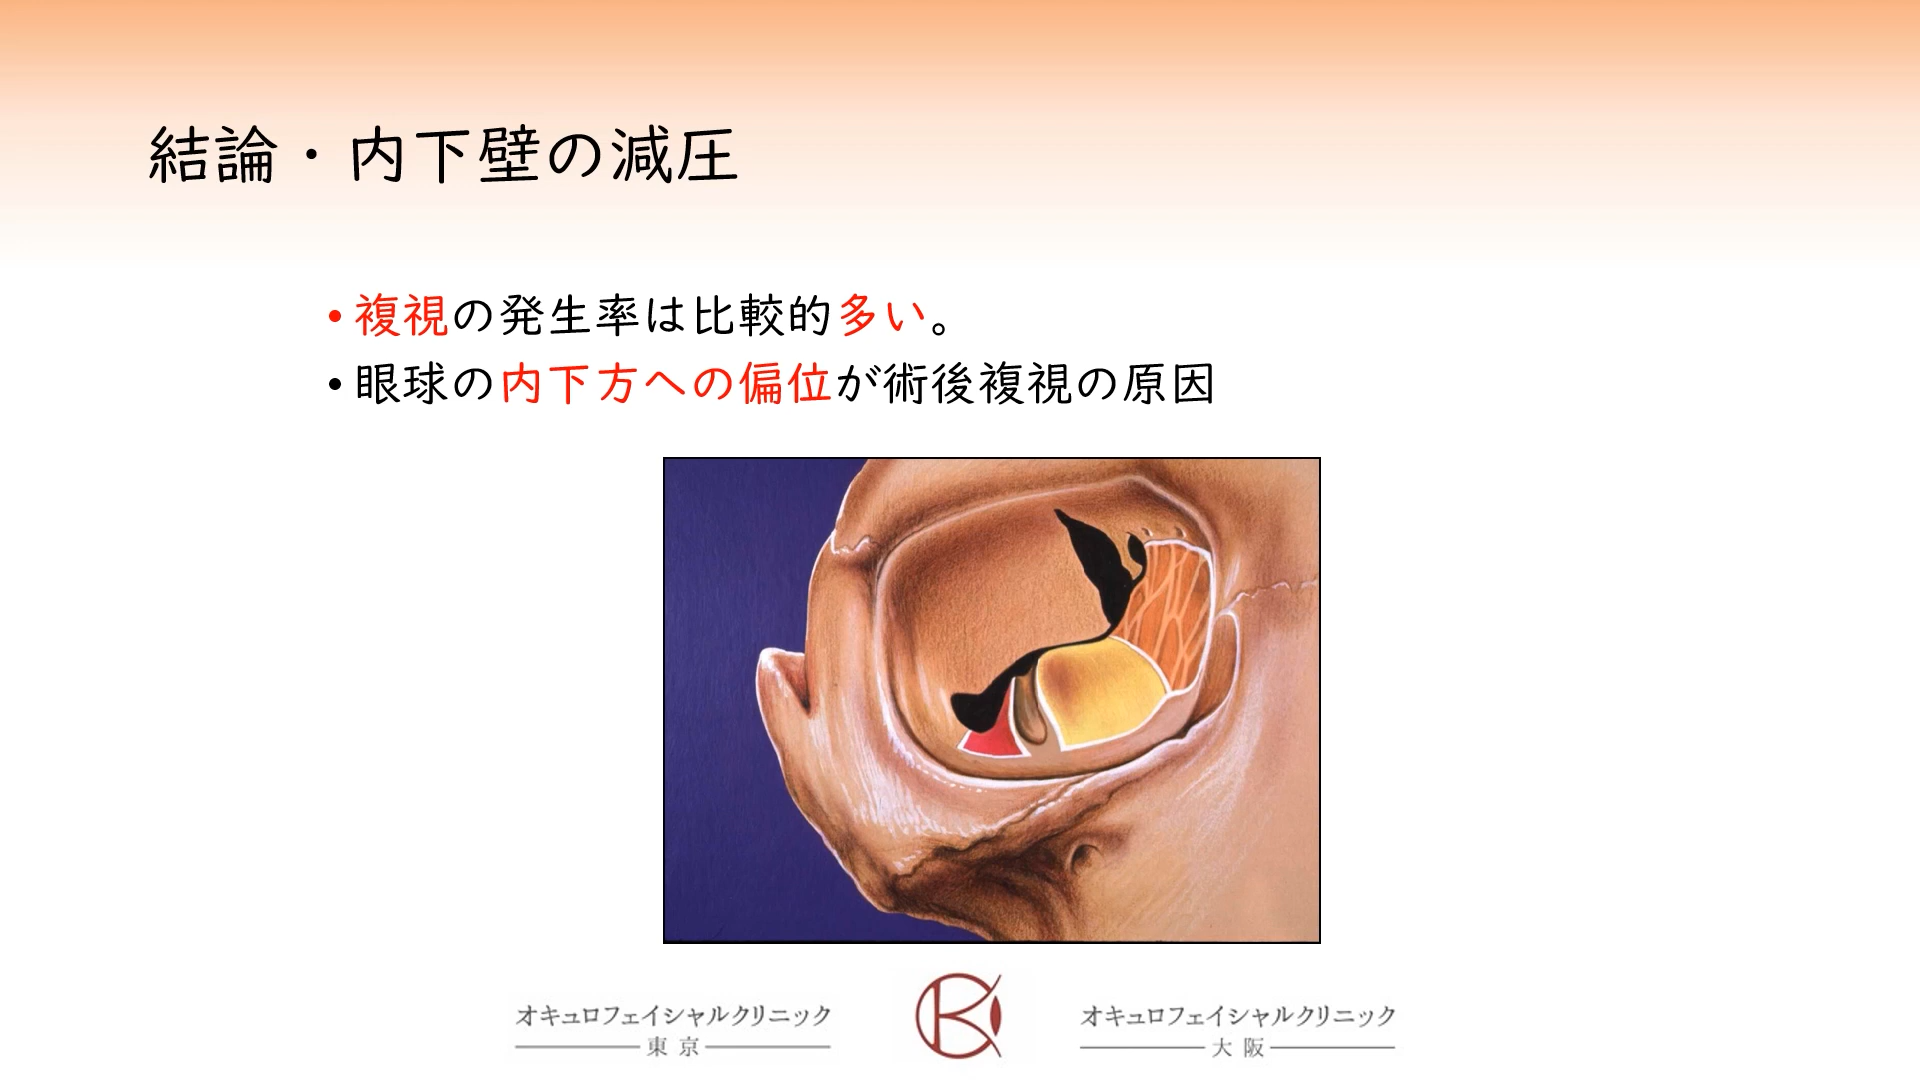 結論・内下壁の減圧
•複視の発生率は比較的多い。
•眼球の内下方への偏位が術後複視の原因
オキュロフェイシャルクリニック
東京
オキュロフェイシャルクリニック
大阪